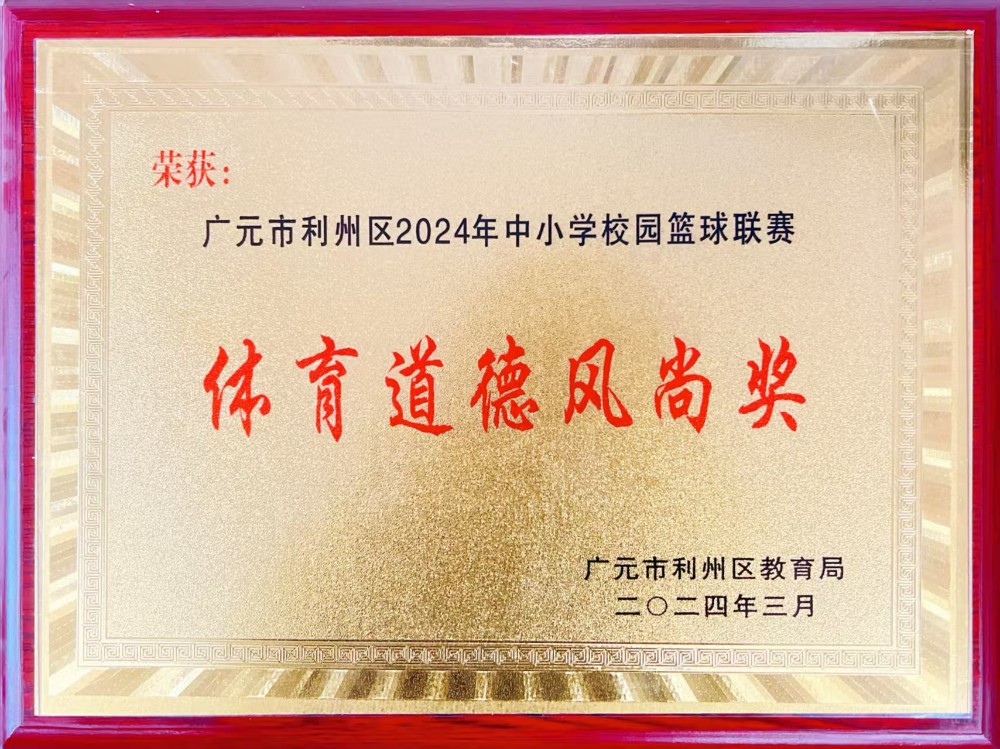 荣获：
广元市利州区2024年中小学校园篮球联赛
体育道德风尚奖
广元市利州区教育局
二〇二四年三月